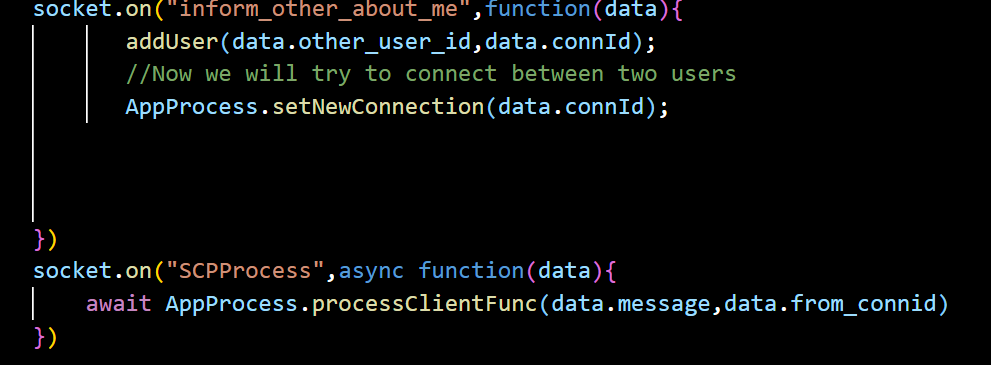 socket.on("inform_other_about_me",function(data){
addUser(data.other_user_id,data.connId);
//Now we will try to connect between two users
AppProcess.setNewConnection(data.connId);
})
socket.on("SCPProcess",async function(data){
await AppProcess.processClientFunc(data.message,data.from_connid)
})